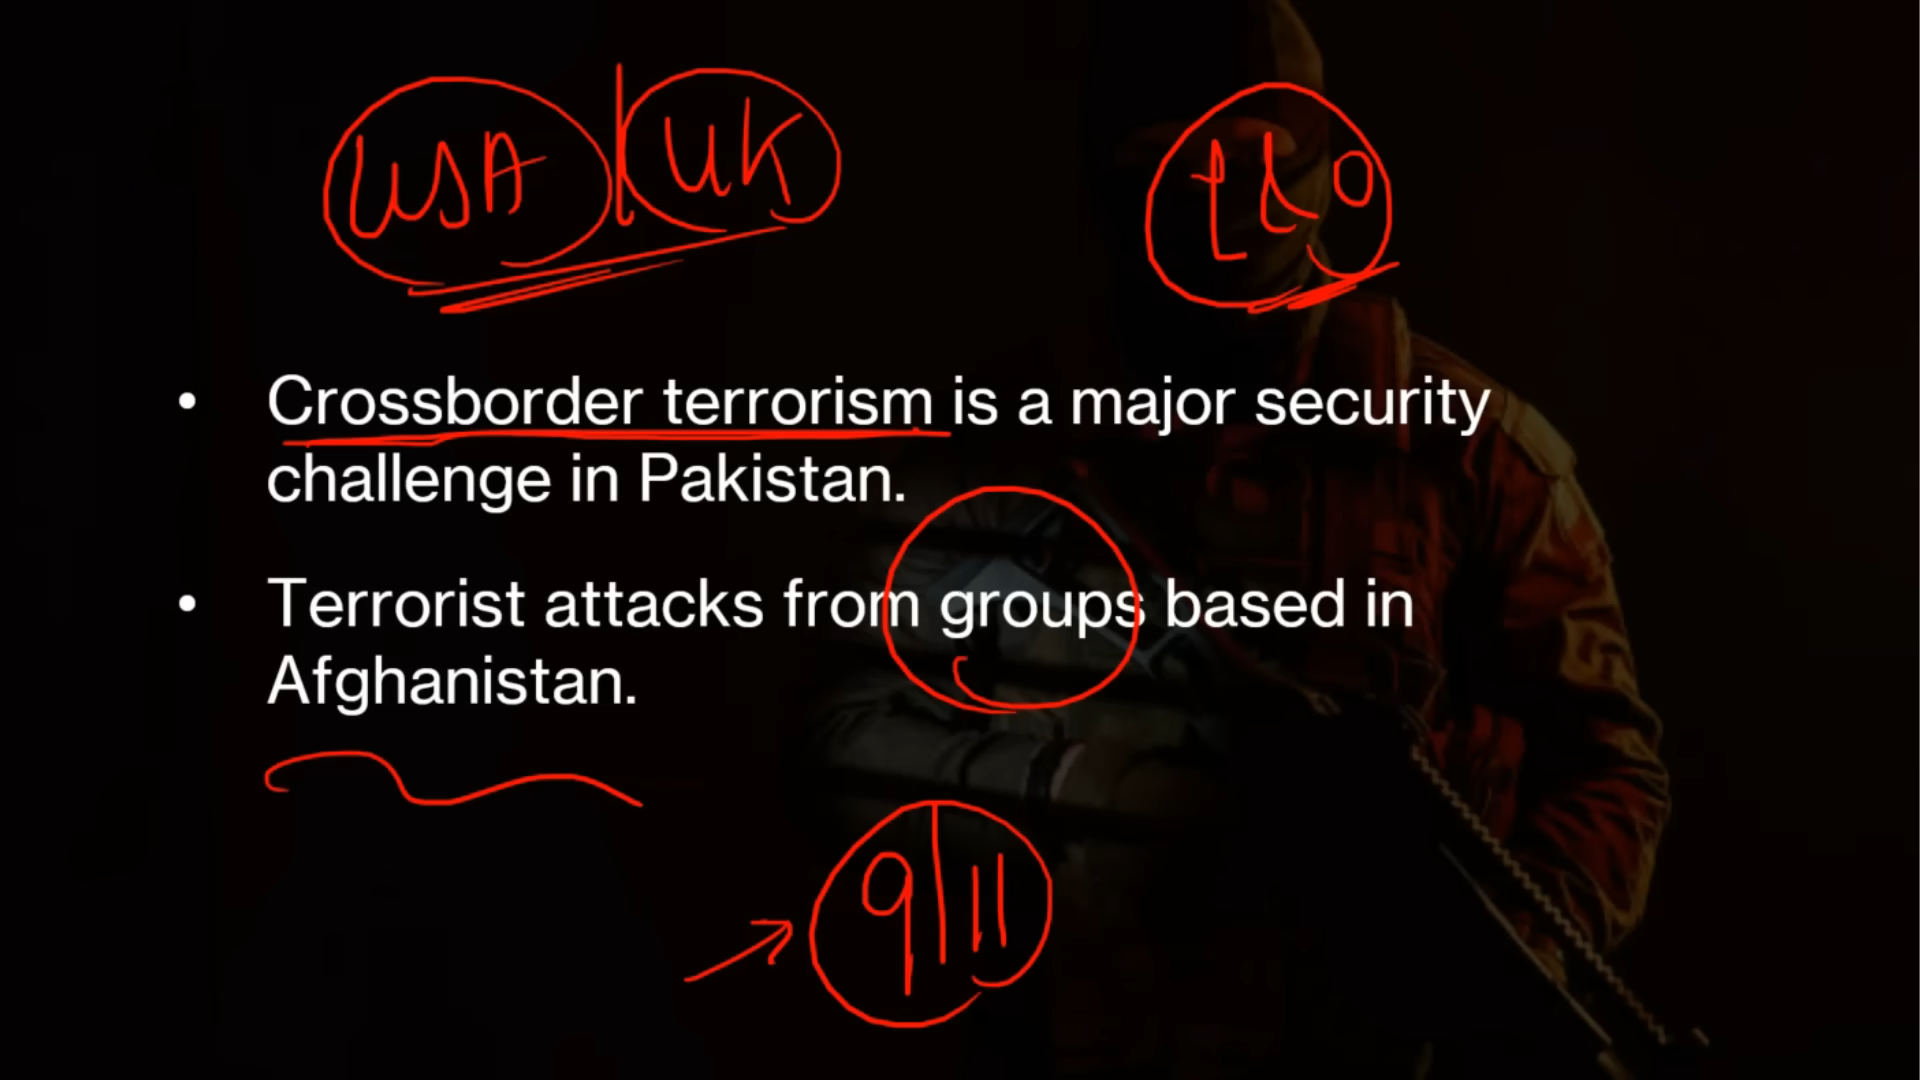 USA | UK
• Crossborder terrorism is a major security
challenge in Pakistan.
• Terrorist attacks from groups based in
Afghanistan.
9/11